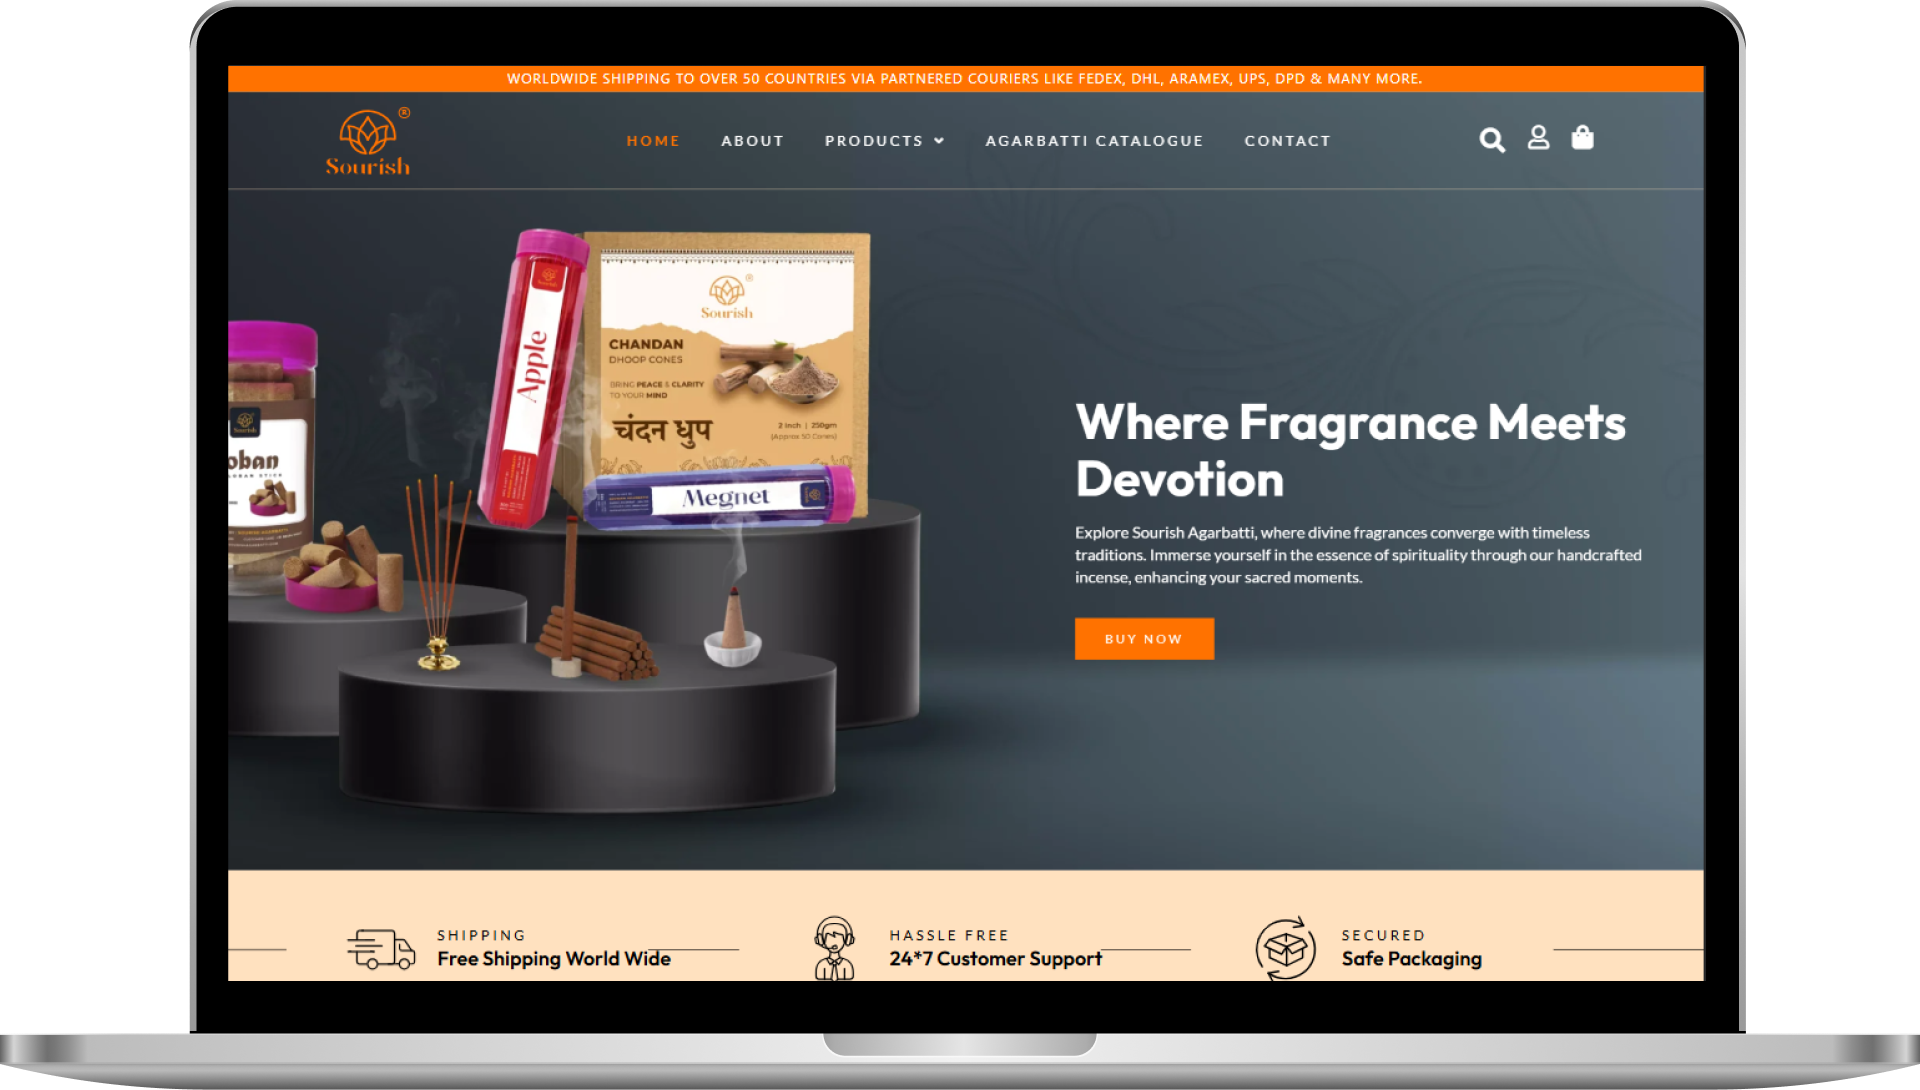 WORLDWIDE SHIPPING TO OVER 50 COUNTRIES VIA PARTNERED COURIERS LIKE FEDEX, DHL, ARAMEX, UPS, DPD & MANY MORE.
®
Sourish
HOME
ABOUT
PRODUCTS
AGARBATTI CATALOGUE
CONTACT
Apple
®
Sourish
CHANDAN
DHOOP CONES
BRING PEACE & CLARITY
TO YOUR MIND
चंदन धुप
2 Inch | 250gm
(Approx 50 Cones)
Megnet
oban
Where Fragrance Meets
Devotion
Explore Sourish Agarbatti, where divine fragrances converge with timeless
traditions. Immerse yourself in the essence of spirituality through our handcrafted
incense, enhancing your sacred moments.
BUY NOW
SHIPPING
Free Shipping World Wide
HASSLE FREE
24*7 Customer Support
SECURED
Safe Packaging